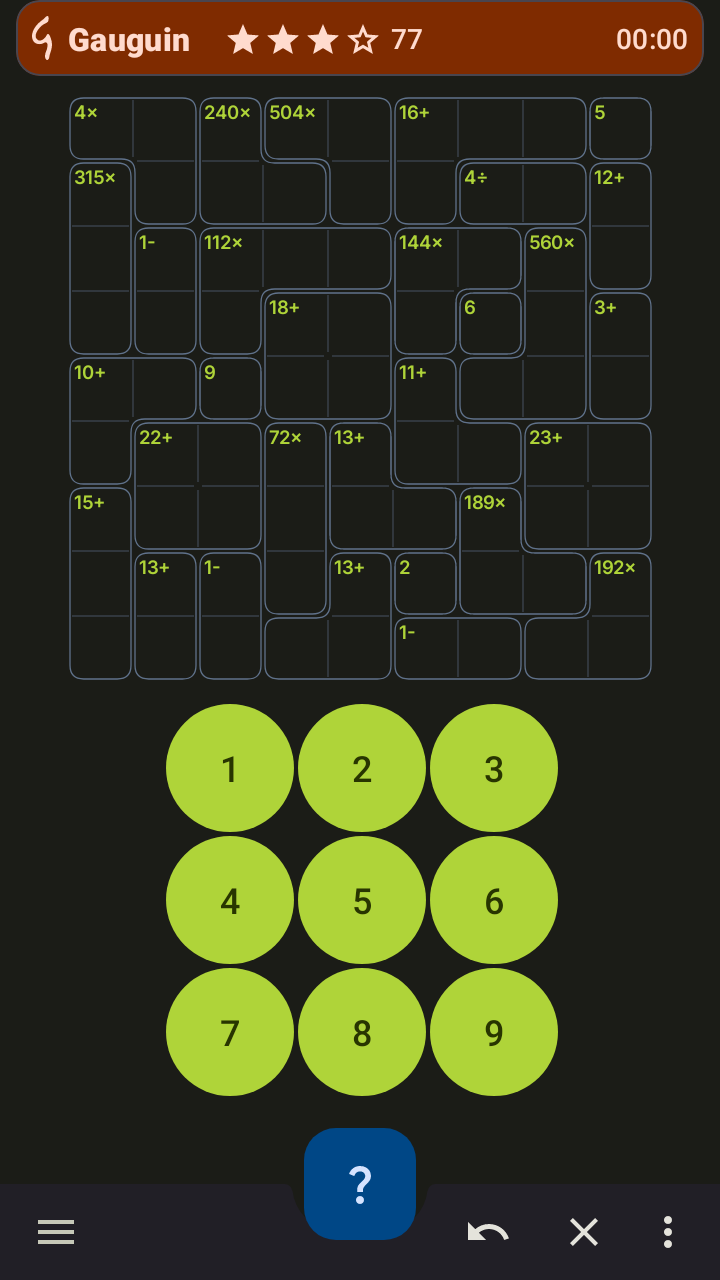 Gauguin 77 00:00
4× 240× 504× 16+ 5
315× 4÷ 12+
1- 112× 144× 560×
18+ 6 3+
10+ 9 11+
22+ 72× 13+ 23+
15+ 189×
13+ 1- 13+ 2 192×
1-
1 2 3
4 5 6
7 8 9
?